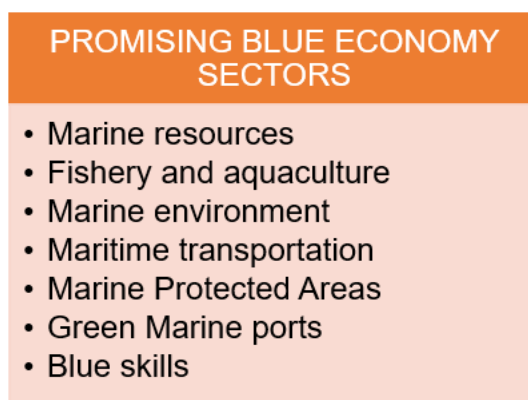 PROMISING BLUE ECONOMY
SECTORS
• Marine resources
• Fishery and aquaculture
• Marine environment
• Maritime transportation
• Marine Protected Areas
• Green Marine ports
• Blue skills